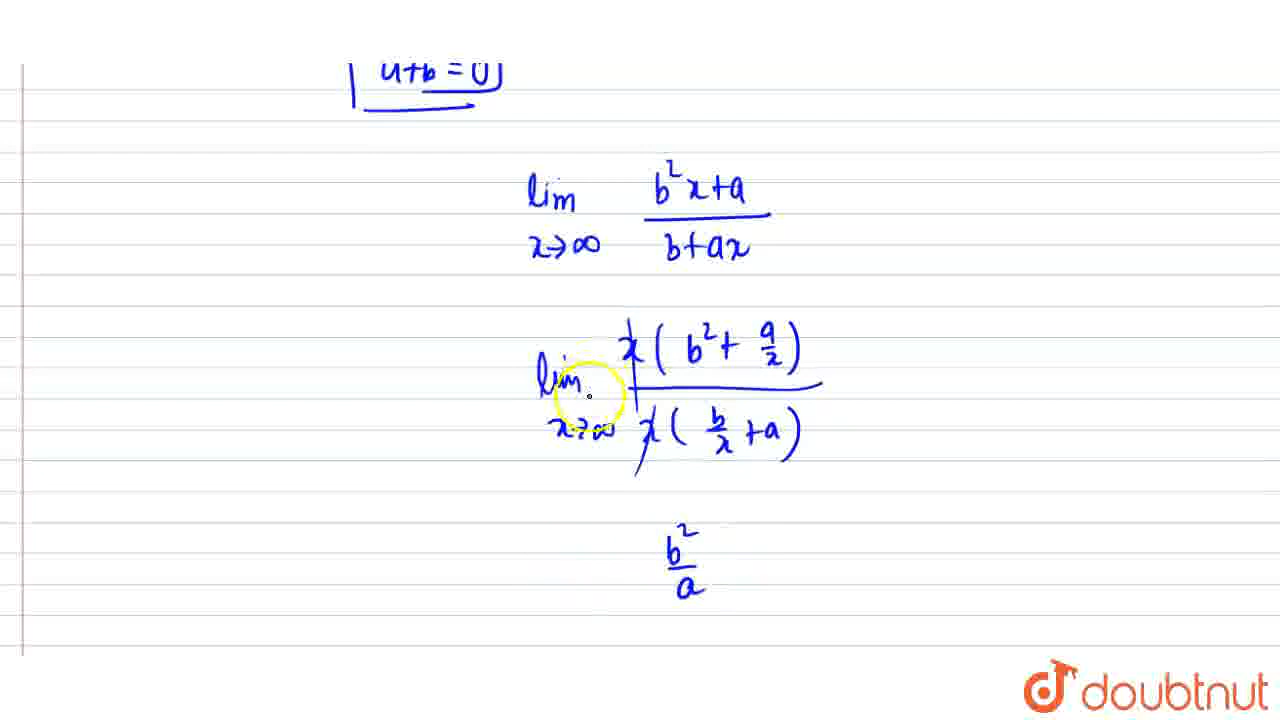 a+b=0
lim x→∞ b²x+a / b+ax
lim x→∞ x(b²+a/x) / x(b/x+a)
b²/a
doubtnut